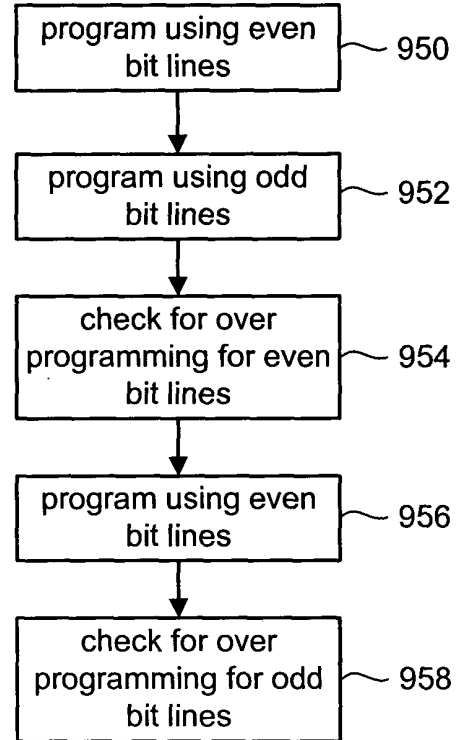 program using even
bit lines
950
program using odd
bit lines
952
check for over
programming for even
bit lines
954
program using even
bit lines
956
check for over
programming for odd
bit lines
958